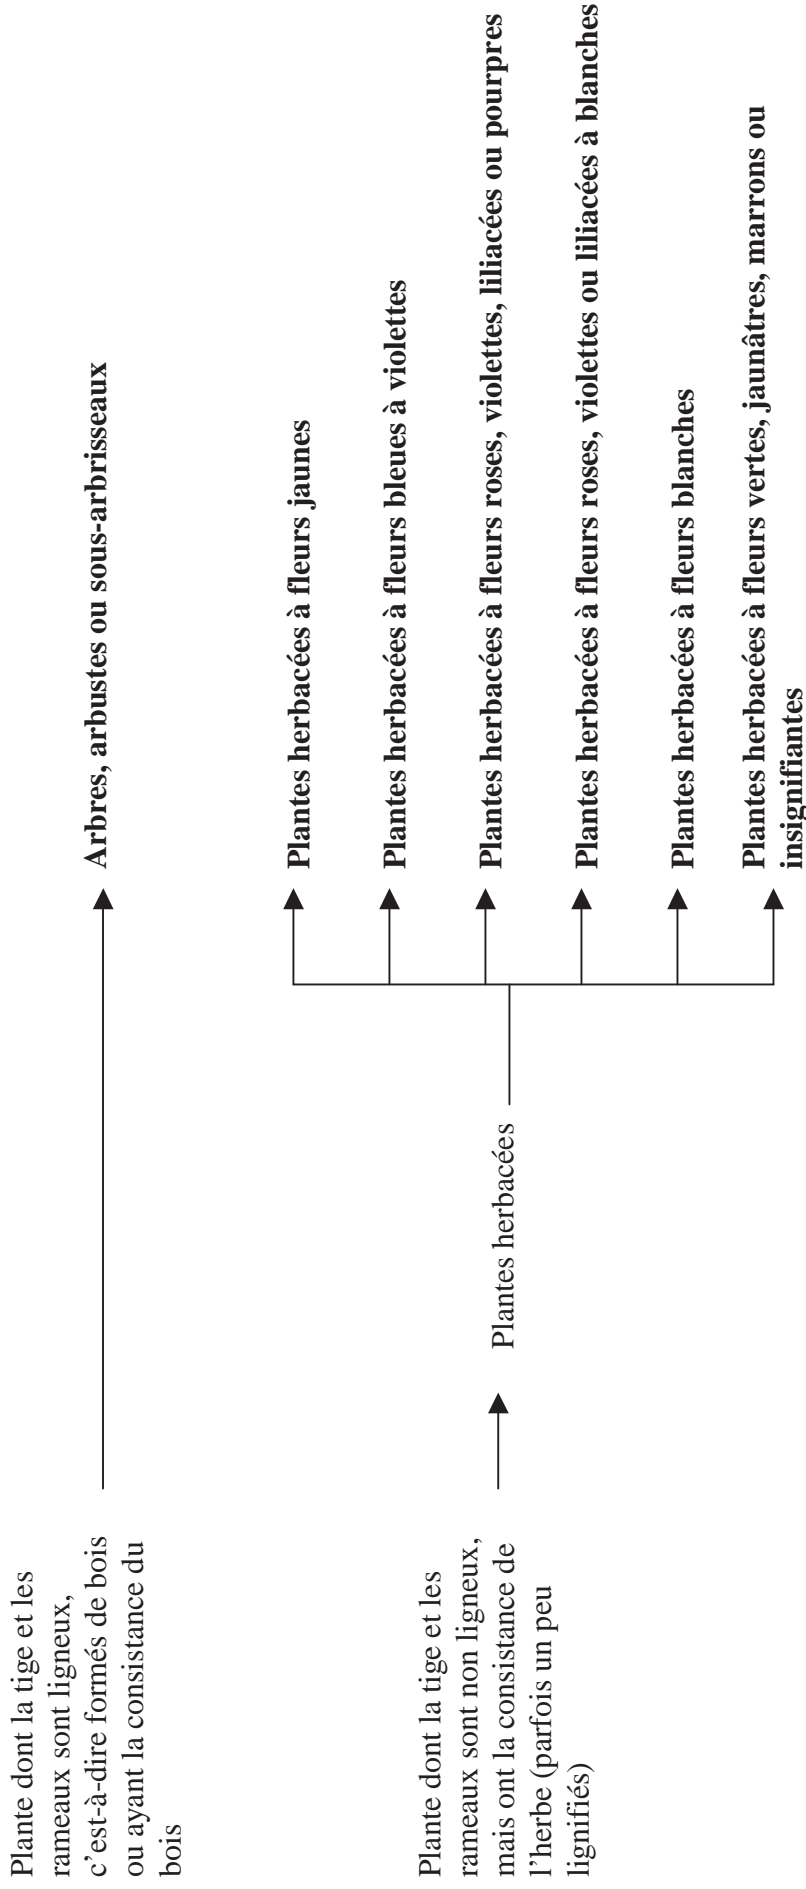 Plante dont la tige et les
rameaux sont ligneux,
c’est-à-dire formés de bois
ou ayant la consistance du
bois
Arbres, arbustes ou sous-arbrisseaux
Plante dont la tige et les
rameaux sont non ligneux,
mais ont la consistance de
l’herbe (parfois un peu
lignifiés)
Plantes herbacées
Plantes herbacées à fleurs jaunes
Plantes herbacées à fleurs bleues à violettes
Plantes herbacées à fleurs roses, violettes, liliacées ou pourpres
Plantes herbacées à fleurs roses, violettes ou liliacées à blanches
Plantes herbacées à fleurs blanches
Plantes herbacées à fleurs vertes, jaunâtres, marrons ou
insignifiantes